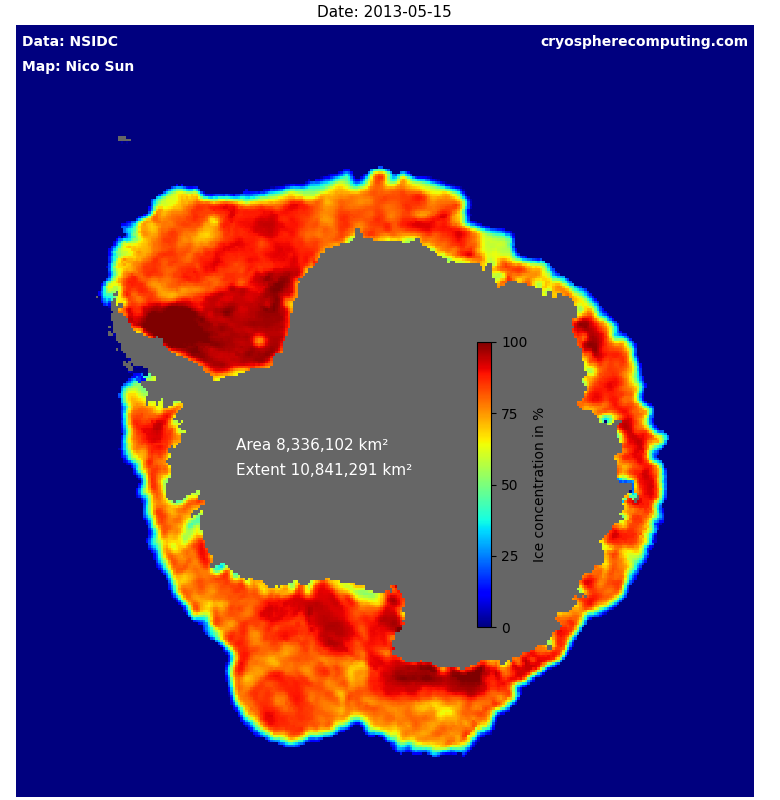 Date: 2013-05-15
Data: NSIDC
cryospherecomputing.com
Map: Nico Sun
Area 8,336,102 km²
Extent 10,841,291 km²
100
75
50
25
0
Ice concentration in %